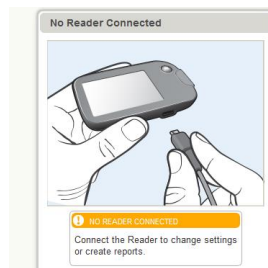 No Reader Connected
! NO READER CONNECTED
Connect the Reader to change settings
or create reports.